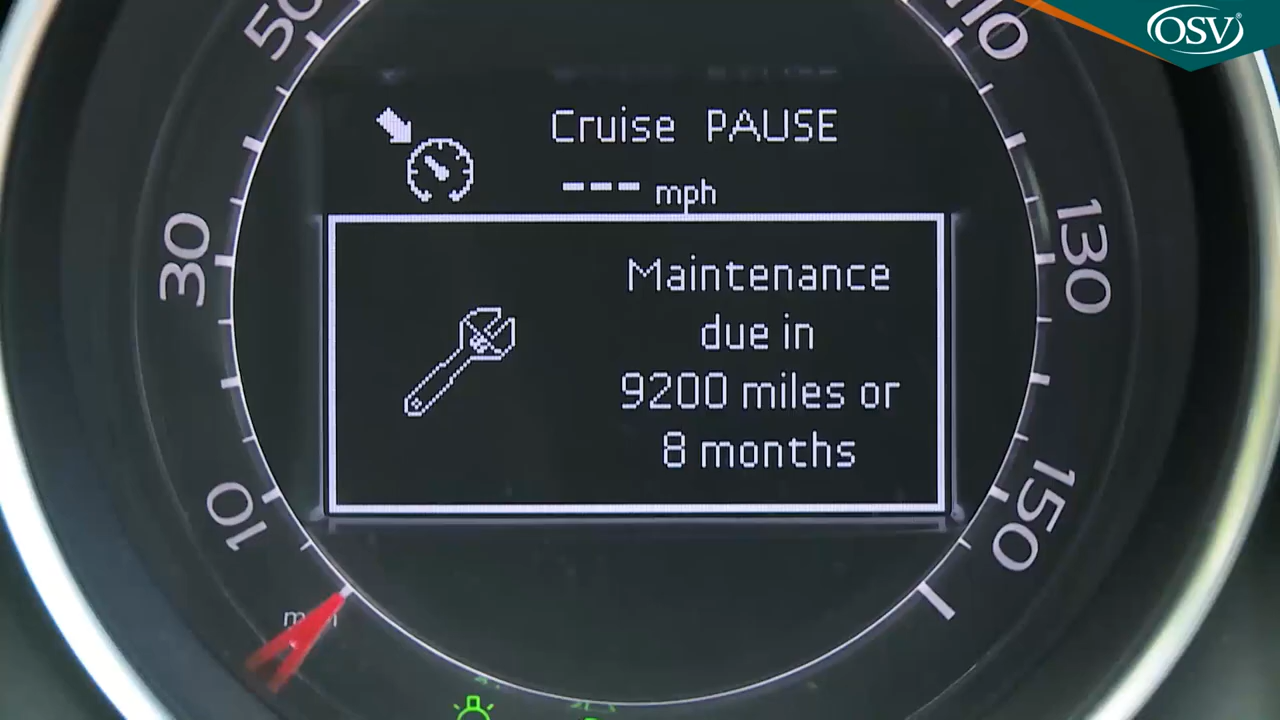 OSV®
50
110
Cruise PAUSE
--- mph
30
130
Maintenance
due in
9200 miles or
8 months
10
150